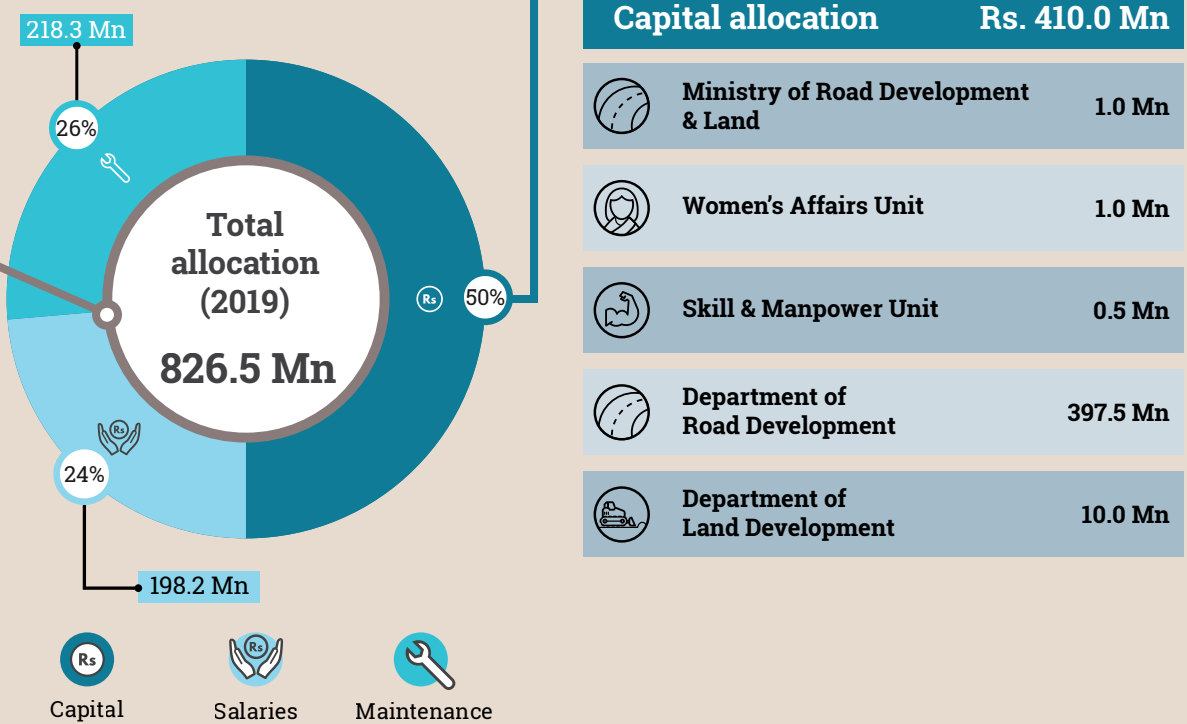 218.3 Mn
26%
Total
allocation
(2019)
826.5 Mn
Rs
50%
Rs
24%
198.2 Mn
Rs
Capital
Rs
Salaries
Maintenance
Capital allocation Rs. 410.0 Mn
Ministry of Road Development
& Land
1.0 Mn
Women's Affairs Unit 1.0 Mn
Skill & Manpower Unit 0.5 Mn
Department of
Road Development
397.5 Mn
Department of
Land Development
10.0 Mn